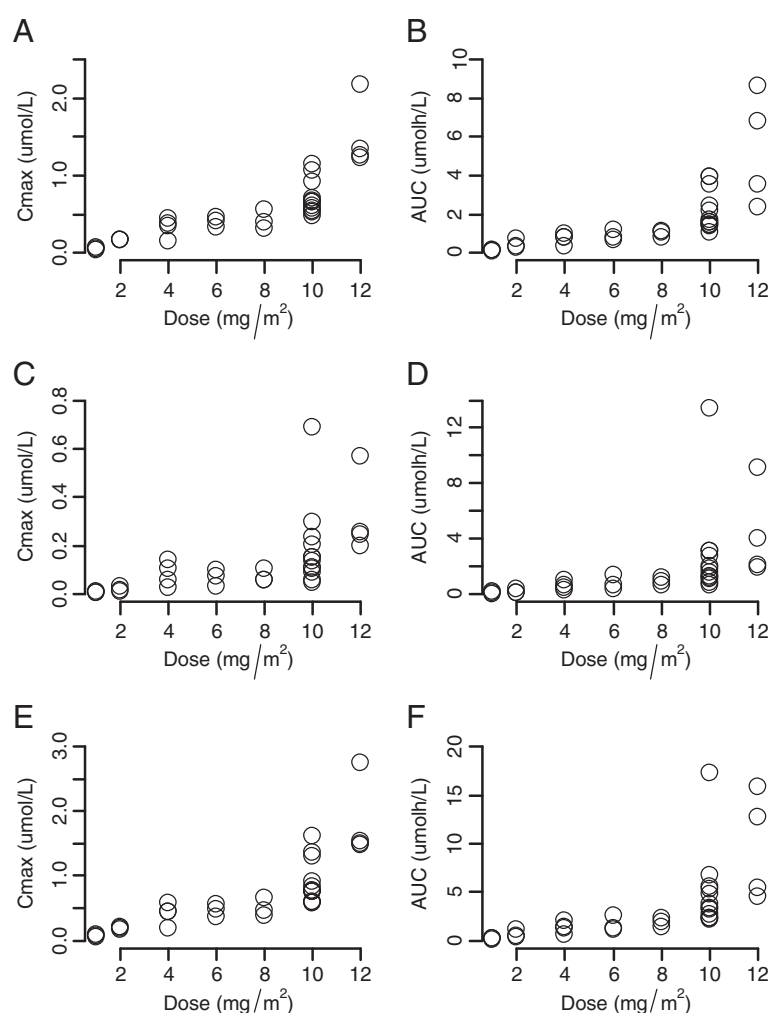 A
Cmax (umol/L)
0.0 1.0 2.0
2 4 6 8 10 12
Dose (mg/m²)
B
AUC (umolh/L)
0 2 4 6 8 10
2 4 6 8 10 12
Dose (mg/m²)
C
Cmax (umol/L)
0.0 0.2 0.4 0.6 0.8
2 4 6 8 10 12
Dose (mg/m²)
D
AUC (umolh/L)
0 2 4 8 12
2 4 6 8 10 12
Dose (mg/m²)
E
Cmax (umol/L)
0.0 1.0 2.0 3.0
2 4 6 8 10 12
Dose (mg/m²)
F
AUC (umolh/L)
0 5 10 15 20
2 4 6 8 10 12
Dose (mg/m²)